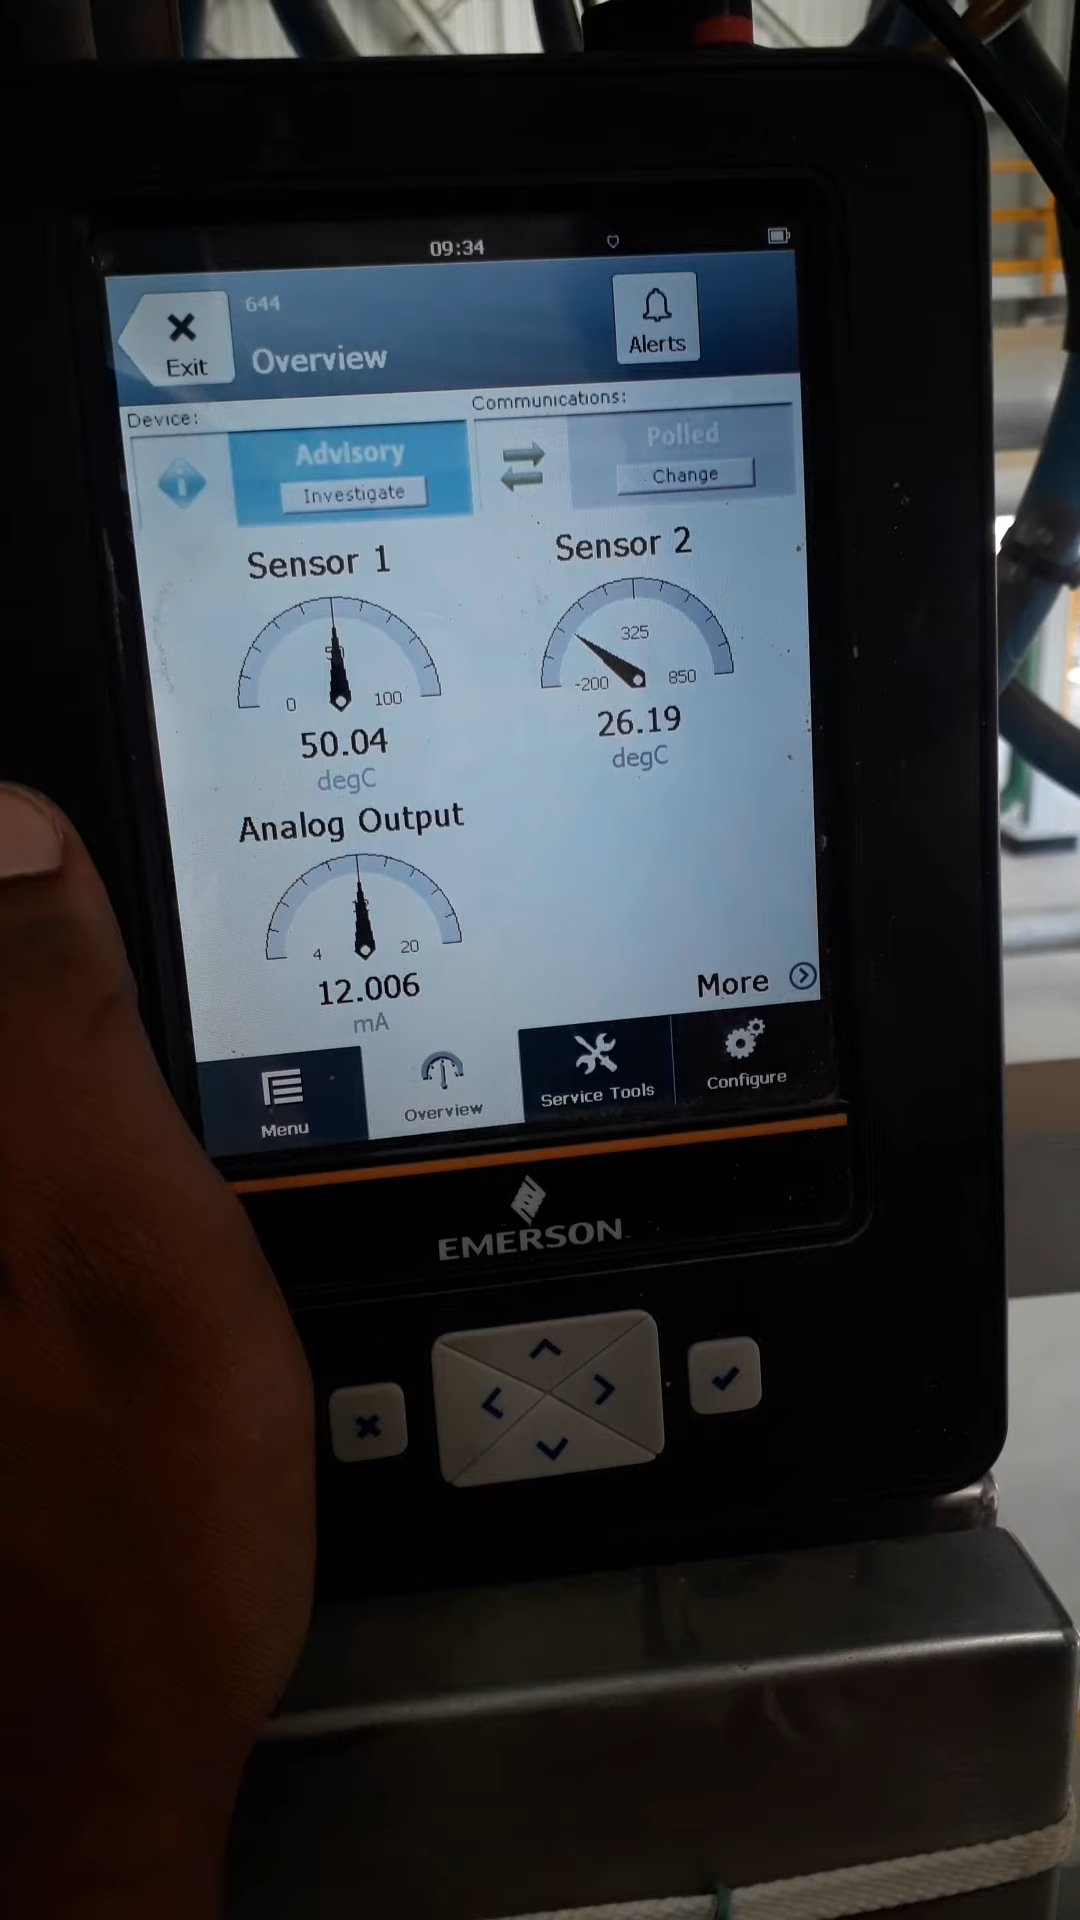 09:34
644
Exit
Overview
Alerts
Device:
Communications:
Advisory
Investigate
Polled
Change
Sensor 1
Sensor 2
0
100
50.04
degC
325
-200
850
26.19
degC
Analog Output
4
20
12.006
mA
More
Menu
Overview
Service Tools
Configure
EMERSON